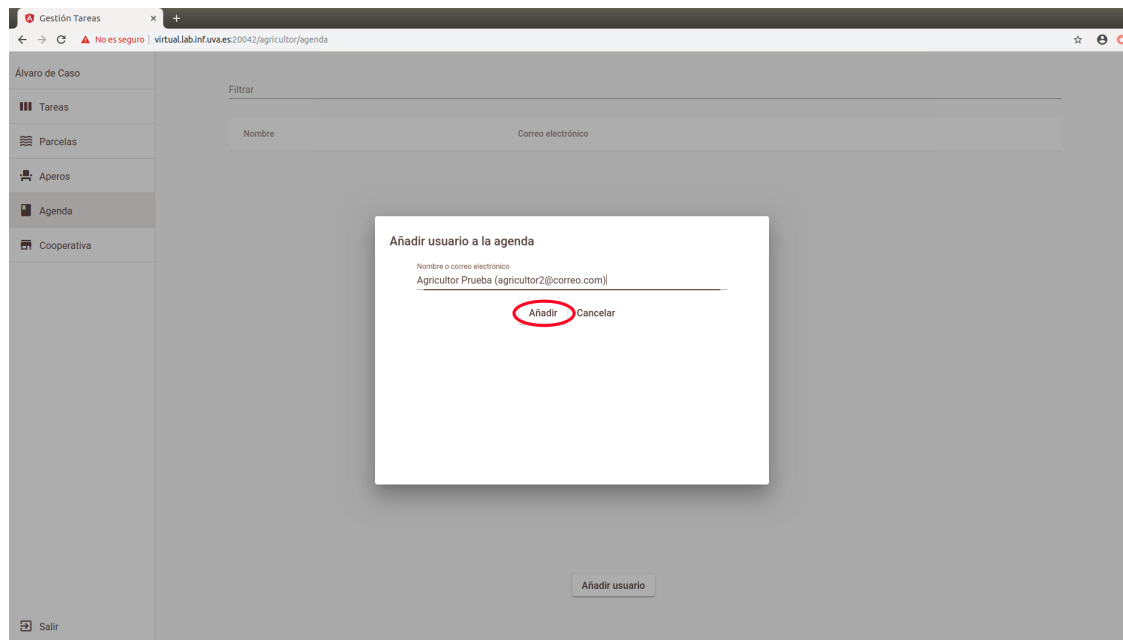 Gestión Tareas
No es seguro | virtual.lab.inf.uva.es:20042/agricultor/agenda
Álvaro de Caso
Tareas
Parcelas
Aperos
Agenda
Cooperativa
Salir
Filtrar
Nombre Correo electrónico
Añadir usuario a la agenda
Nombre o correo electrónico
Agricultor Prueba (agricultor2@correo.com)
Añadir Cancelar
Añadir usuario